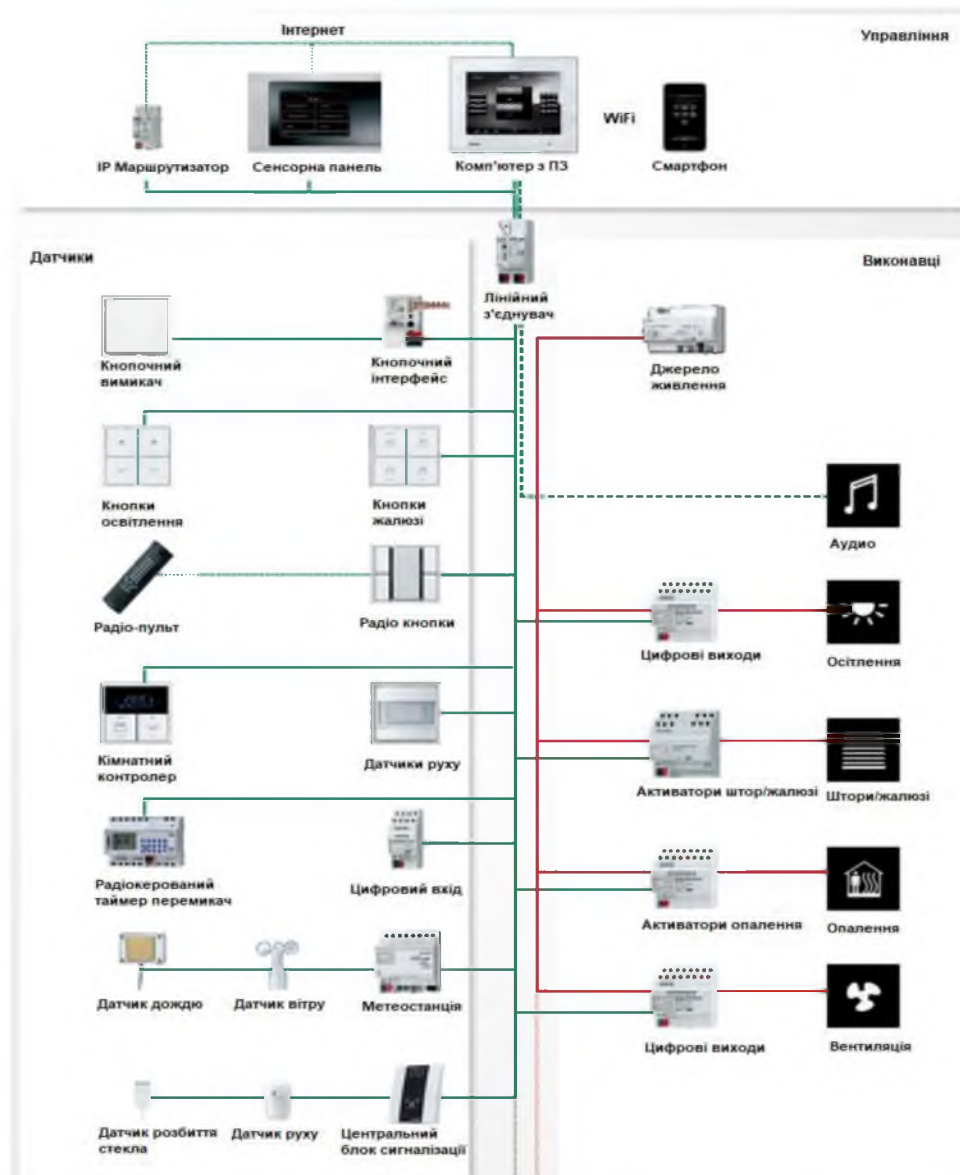 Інтернет
Управління
WiFi
IP Маршрутизатор
Сенсорна панель
Комп'ютер з ПЗ
Смартфон
Датчики
Виконавці
Лінійний
з'єднувач
Кнопочний
вимикач
Кнопочний
інтерфейс
Джерело
живлення
Кнопки
освітлення
Кнопки
жалюзі
Аудио
Радіо-пульт
Радіо кнопки
Цифрові виходи
Осітлення
Кімнатний
контролер
Датчики руху
Активатори штор/жалюзі
Штори/жалюзі
Радіокерований
таймер перемикач
Цифровий вхід
Активатори опалення
Опалення
Датчик дождю
Датчик вітру
Метеостанція
Цифрові виходи
Вентиляція
Датчик розбиття
стекла
Датчик руху
Центральний
блок сигналізації